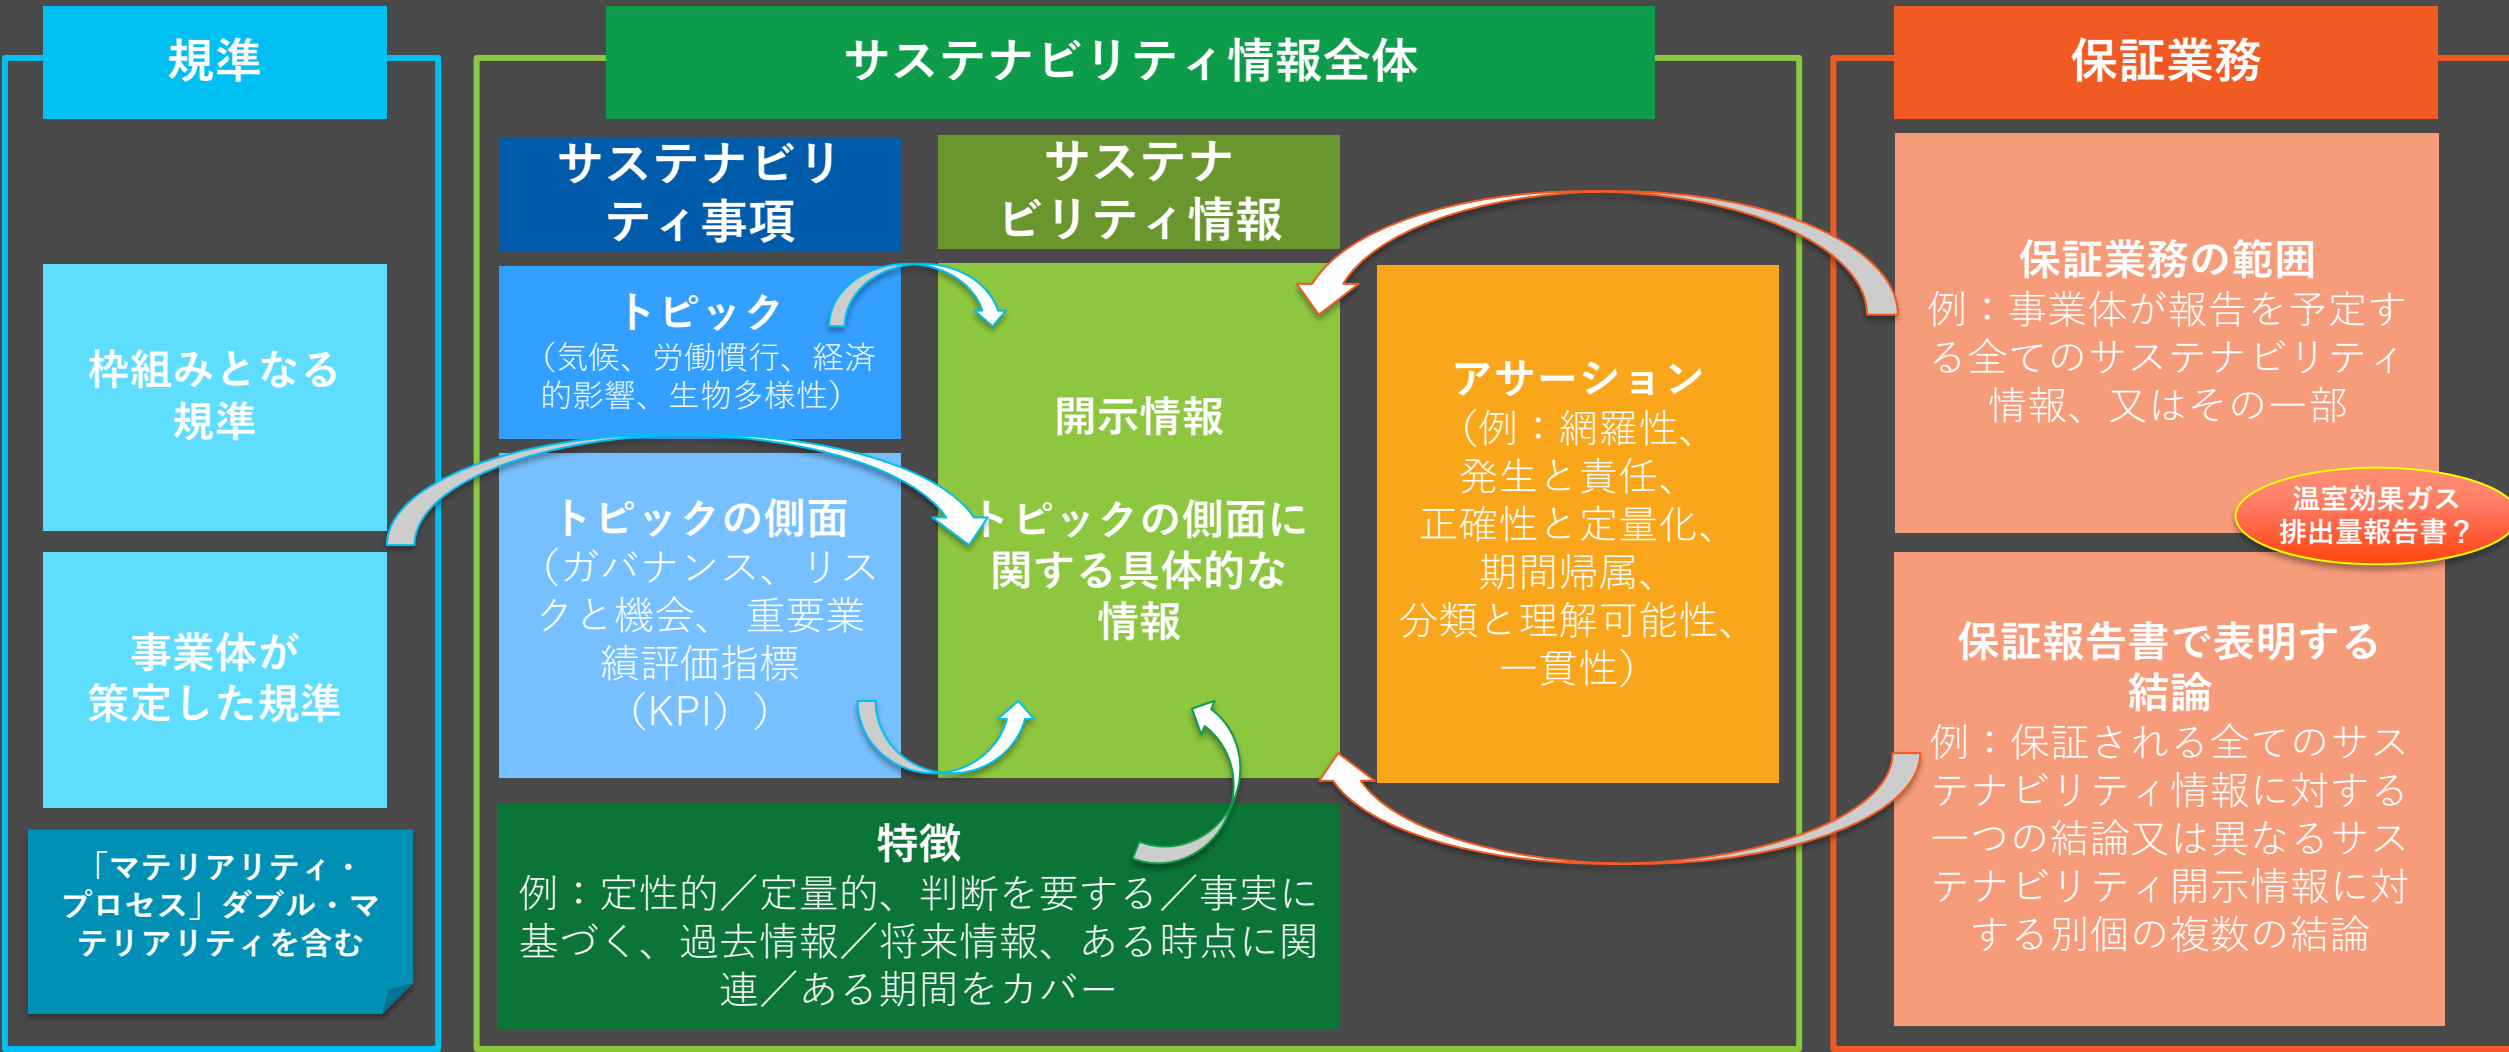 規準
枠組みとなる
規準
事業体が
策定した規準
「マテリアリティ・
プロセス」ダブル・マ
テリアリティを含む
サステナビリティ情報全体
サステナビリ
ティ事項
トピック
（気候、労働慣行、経済
的影響、生物多様性）
トピックの側面
（ガバナンス、リス
クと機会、 重要業
績評価指標
（KPI））
サステナ
ビリティ情報
開示情報
トピックの側面に
関する具体的な
情報
アサーション
（例：網羅性、
発生と責任、
正確性と定量化、
期間帰属、
分類と理解可能性、
一貫性）
特徴
例：定性的／定量的、判断を要する／事実に
基づく、過去情報／将来情報、ある時点に関
連／ある期間をカバー
保証業務
保証業務の範囲
例：事業体が報告を予定す
る全てのサステナビリティ
情報、又はその一部
温室効果ガス
排出量報告書？
保証報告書で表明する
結論
例：保証される全てのサス
テナビリティ情報に対する
一つの結論又は異なるサス
テナビリティ開示情報に対
する別個の複数の結論